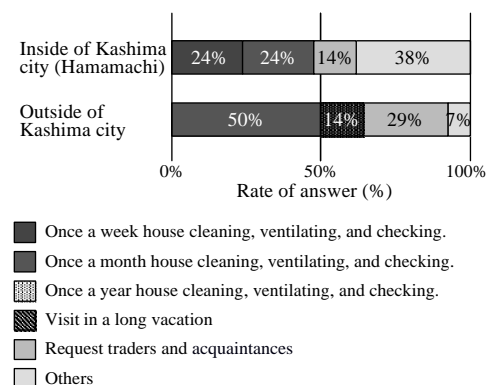 Inside of Kashima
city (Hamamachi)
24% 24% 14% 38%
Outside of
Kashima city
50% 14% 29% 7%
0% 50% 100%
Rate of answer (%)
Once a week house cleaning, ventilating, and checking.
Once a month house cleaning, ventilating, and checking.
Once a year house cleaning, ventilating, and checking.
Visit in a long vacation
Request traders and acquaintances
Others